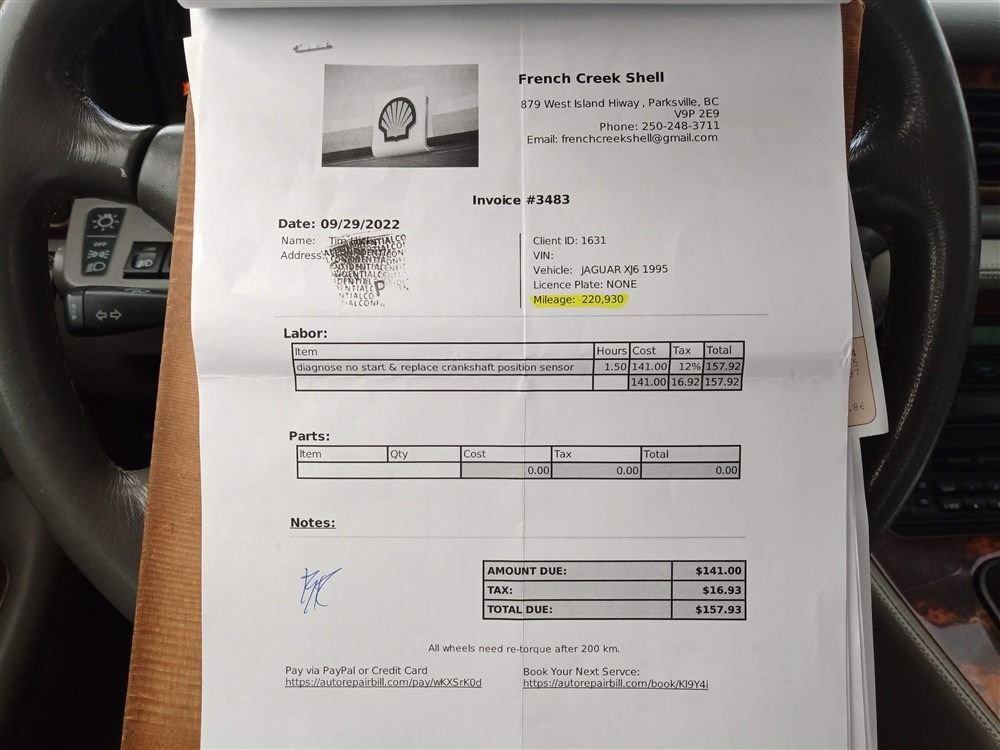 French Creek Shell
879 West Island Hiway , Parksville, BC
V9P 2E9
Phone: 250-248-3711
Email: frenchcreekshell@gmail.com
Invoice #3483
Date: 09/29/2022
Name:
Address
Client ID: 1631
VIN:
Vehicle: JAGUAR XJ6 1995
Licence Plate: NONE
Mileage: 220,930
Labor:
Item Hours Cost Tax Total
diagnose no start & replace crankshaft position sensor 1.50 141.00 12% 157.92
141.00 16.92 157.92
Parts:
Item Qty Cost Tax Total
0.00 0.00 0.00
Notes:
AMOUNT DUE: $141.00
TAX: $16.93
TOTAL DUE: $157.93
All wheels need re-torque after 200 km.
Pay via PayPal or Credit Card
https://autorepairbill.com/pay/wKXSrK0d
Book Your Next Servce:
https://autorepairbill.com/book/Kl9Y4i
OFF